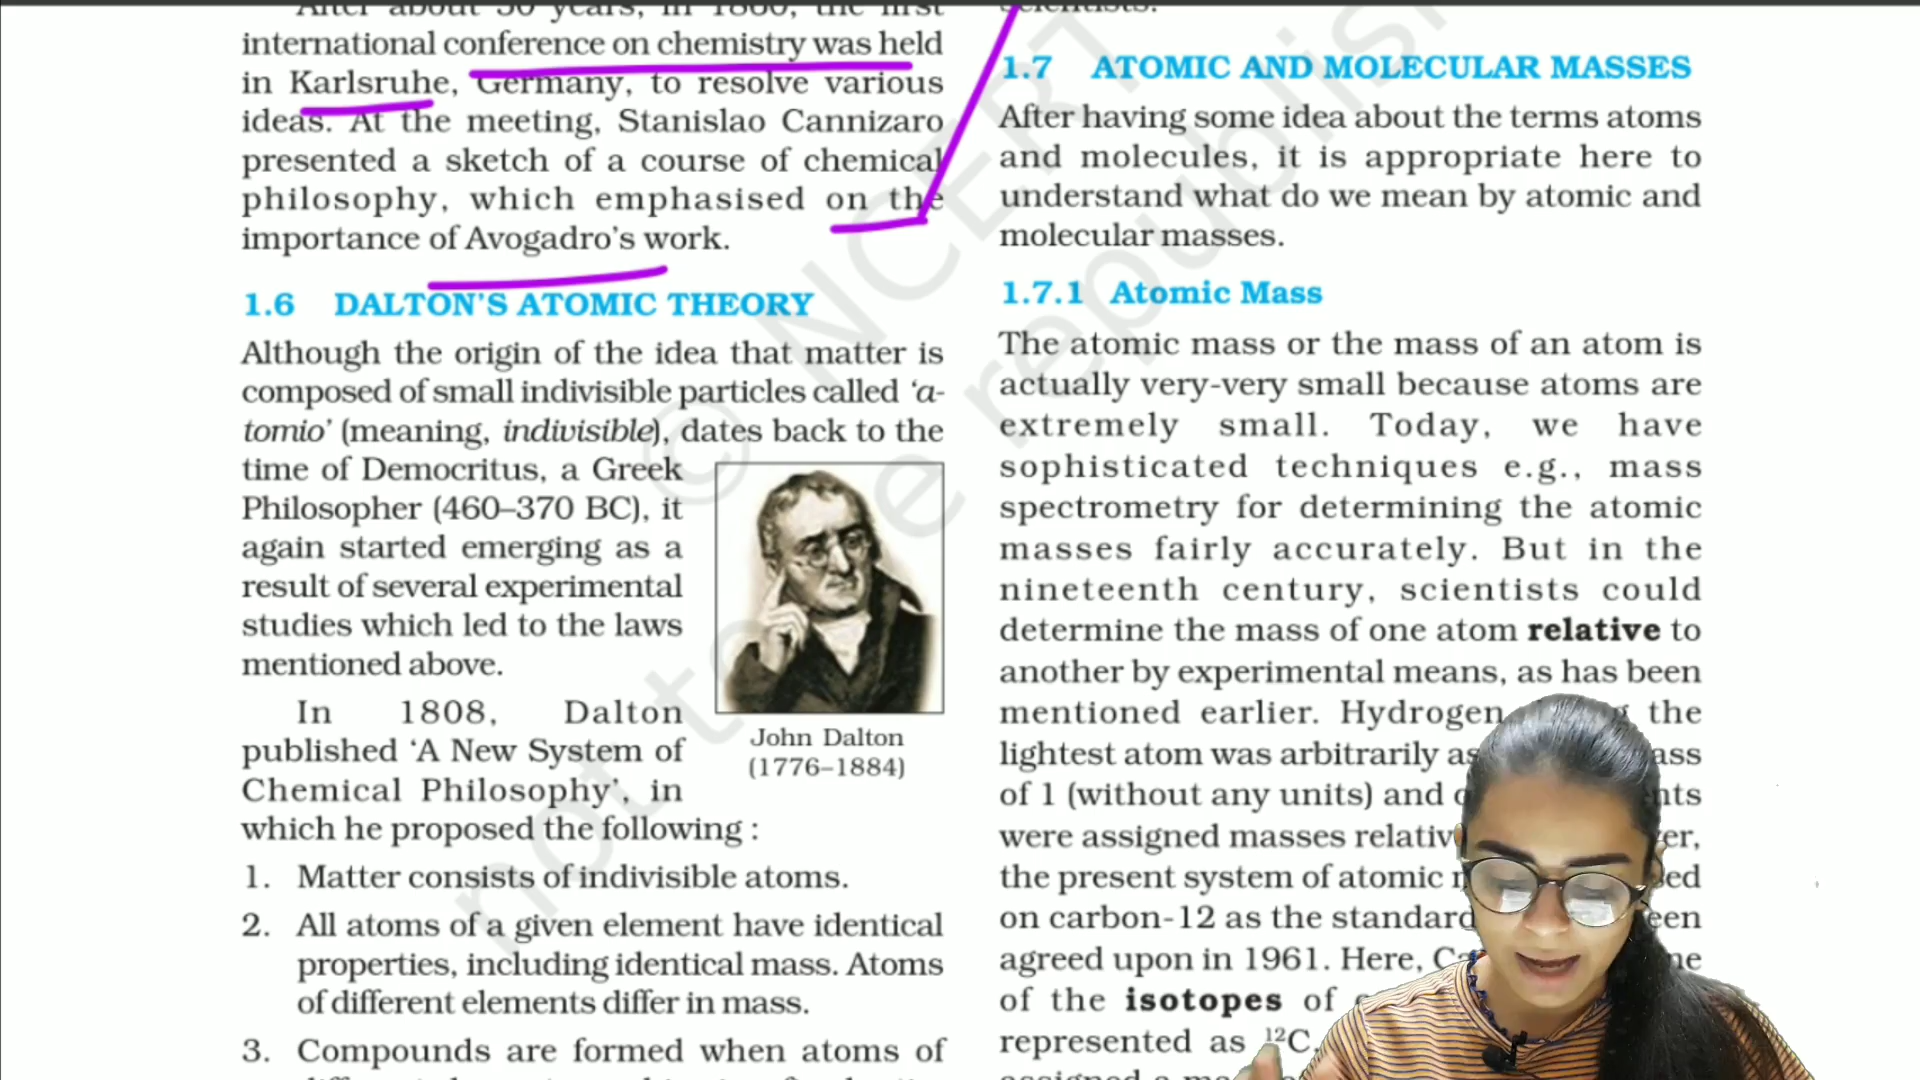 After about 50 years, in 1860, the first
international conference on chemistry was held
in Karlsruhe, Germany, to resolve various
ideas. At the meeting, Stanislao Cannizaro
presented a sketch of a course of chemical
philosophy, which emphasised on the
importance of Avogadro's work.
1.6 DALTON'S ATOMIC THEORY
Although the origin of the idea that matter is
composed of small indivisible particles called ‘a-
tomio’ (meaning, indivisible), dates back to the
time of Democritus, a Greek
Philosopher (460–370 BC), it
again started emerging as a
result of several experimental
studies which led to the laws
mentioned above.
In 1808, Dalton
published ‘A New System of
Chemical Philosophy’, in
which he proposed the following :
John Dalton
(1776–1884)
1. Matter consists of indivisible atoms.
2. All atoms of a given element have identical
properties, including identical mass. Atoms
of different elements differ in mass.
3. Compounds are formed when atoms of
scientists.
1.7 ATOMIC AND MOLECULAR MASSES
After having some idea about the terms atoms
and molecules, it is appropriate here to
understand what do we mean by atomic and
molecular masses.
1.7.1 Atomic Mass
The atomic mass or the mass of an atom is
actually very-very small because atoms are
extremely small. Today, we have
sophisticated techniques e.g., mass
spectrometry for determining the atomic
masses fairly accurately. But in the
nineteenth century, scientists could
determine the mass of one atom relative to
another by experimental means, as has been
mentioned earlier. Hydrogen the
lightest atom was arbitrarily
of 1 (without any units) and
were assigned masses
the present system of atomic
on carbon-12 as the standard
agreed upon in 1961. Here,
of the isotopes of
represented as ¹²C,
© NCERT
not to be republished